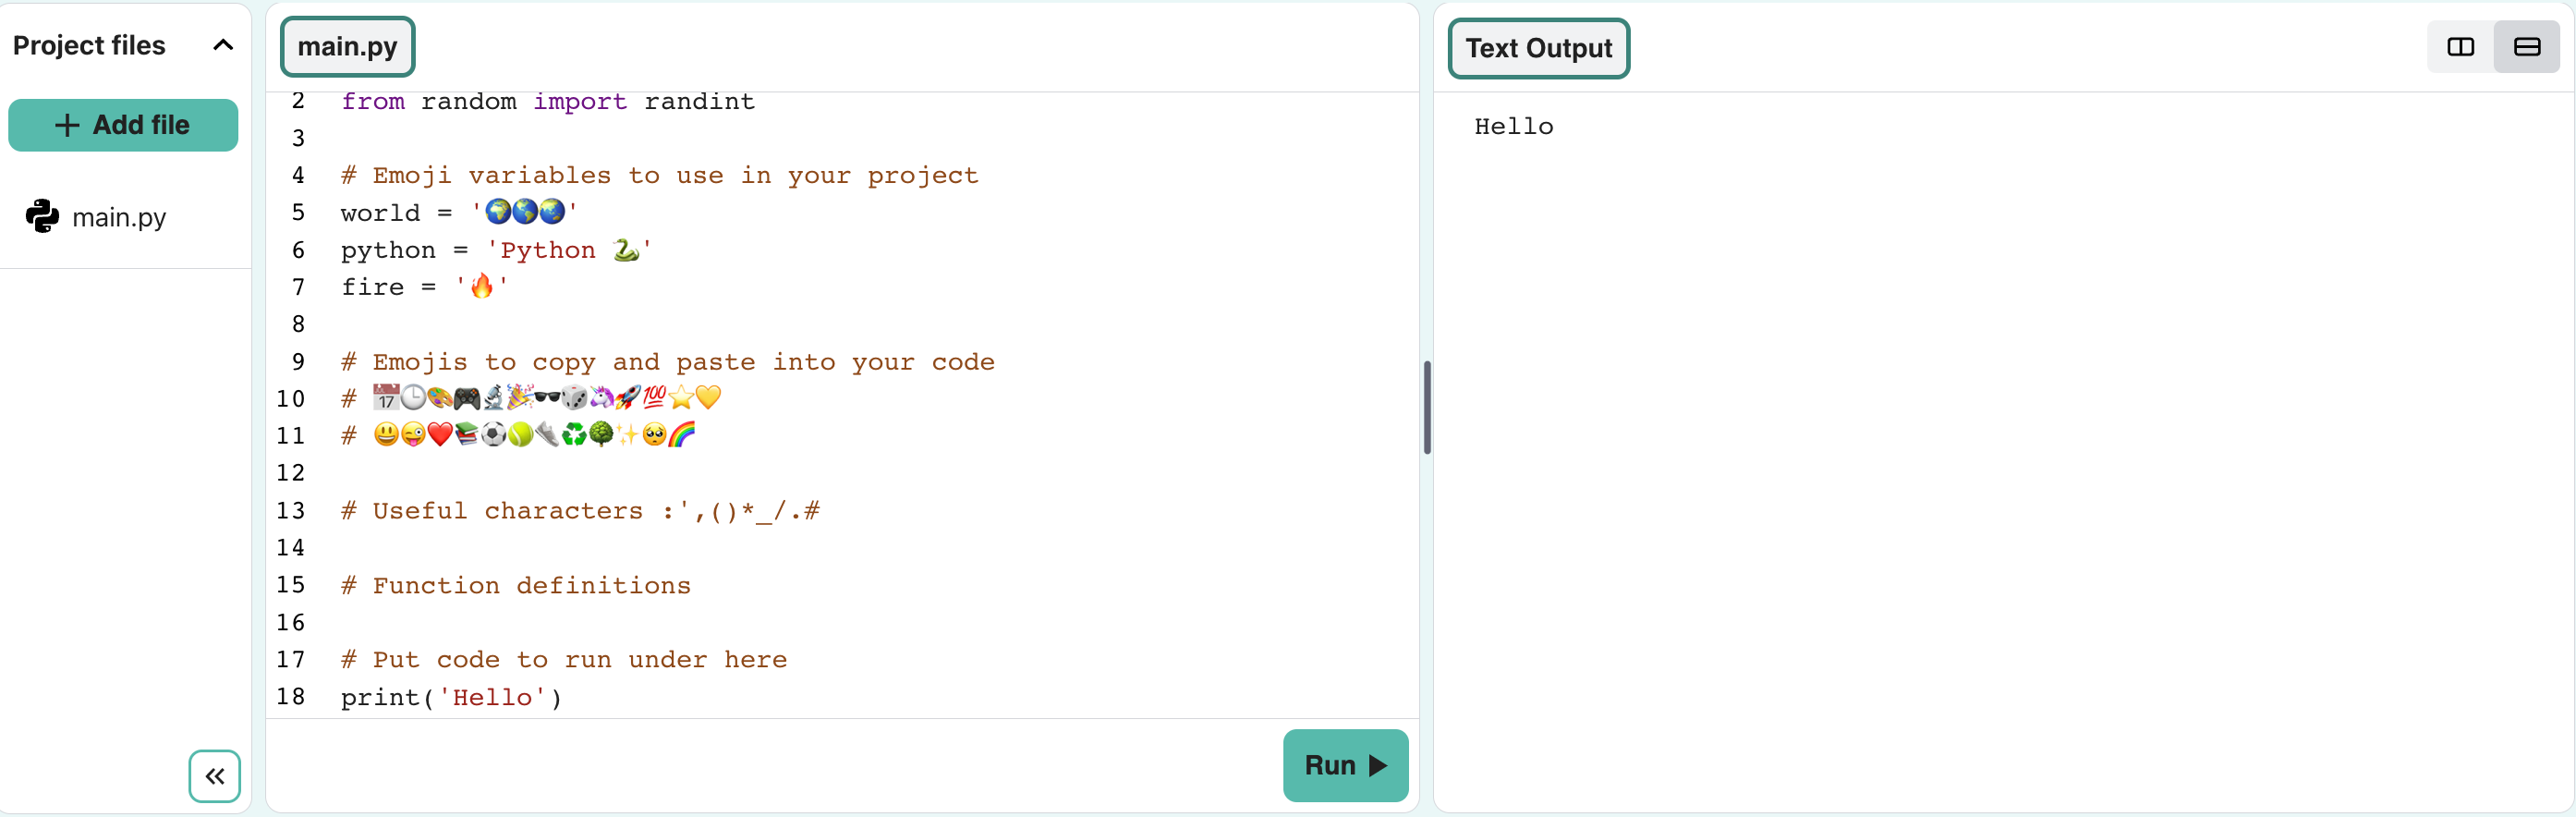 Project files
+ Add file
main.py
main.py
2 from random import randint
3
4 # Emoji variables to use in your project
5 world = '🌍🌎🌏'
6 python = 'Python 🐍'
7 fire = '🔥'
8
9 # Emojis to copy and paste into your code
10 # 📅🕒🎨🎮🔬🎉🕶️🎲🦄🚀💯⭐💛
11 # 😃😜❤️📚⚽🎾👟♻️🌳✨🥺🌈
12
13 # Useful characters :',()*_/.#
14
15 # Function definitions
16
17 # Put code to run under here
18 print('Hello')
Run
Text Output
Hello